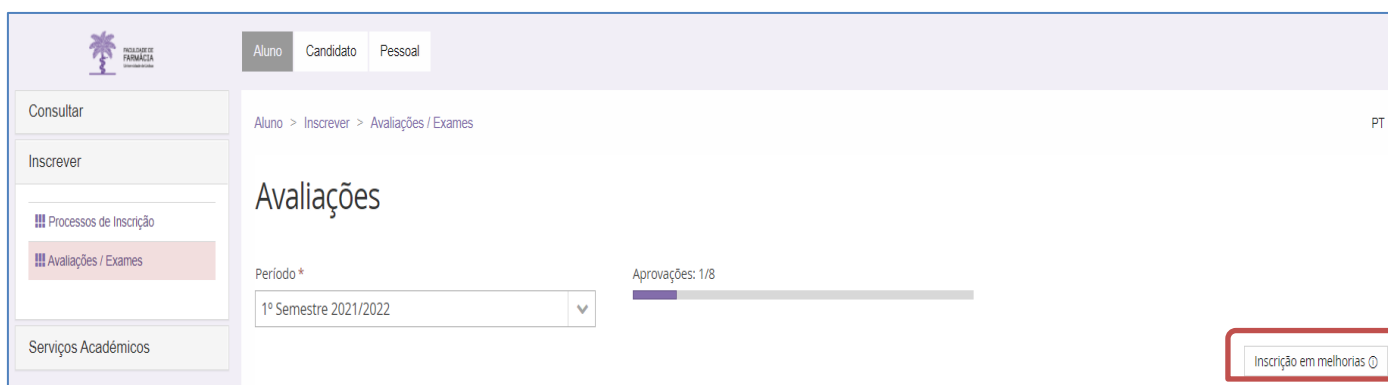 FACULDADE DE
FARMÁCIA
Aluno Candidato Pessoal
Consultar
Inscrever
Processos de Inscrição
Avaliações / Exames
Serviços Académicos
Aluno > Inscrever > Avaliações / Exames
PT
Avaliações
Período *
1º Semestre 2021/2022
Aprovações: 1/8
Inscrição em melhorias